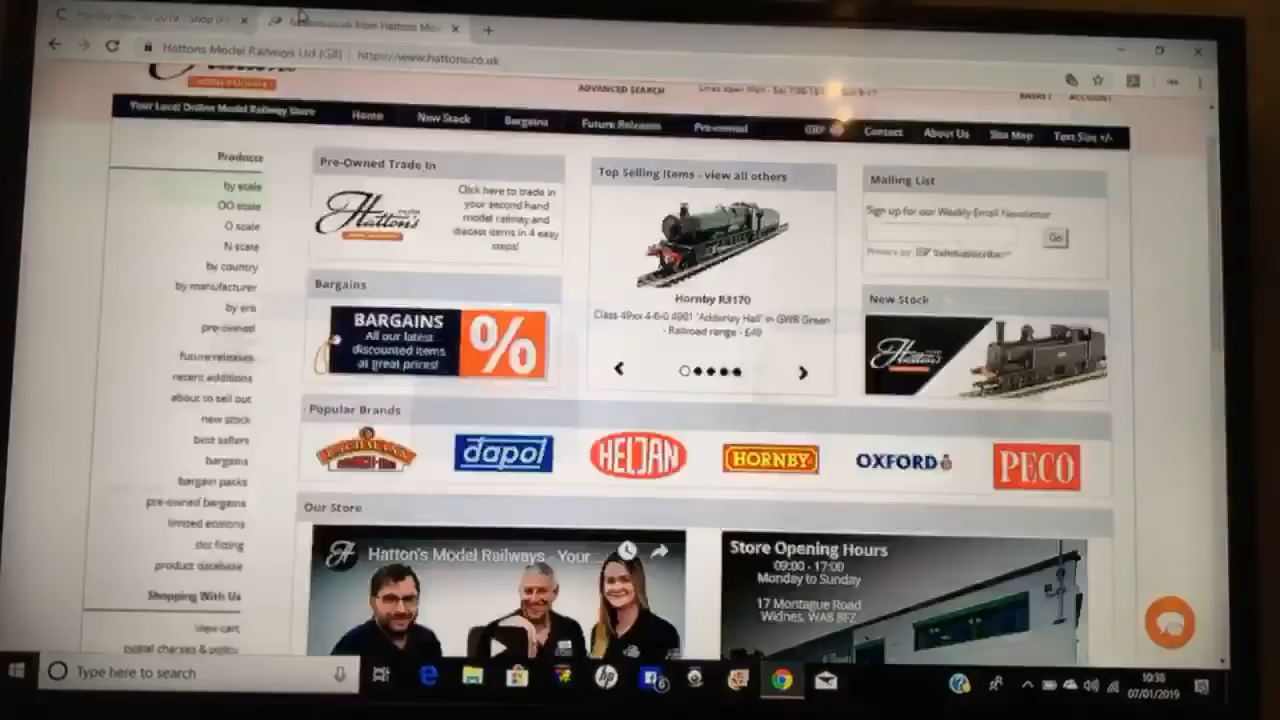 Hattons Model Railways Ltd [GB] | https://www.hattons.co.uk
ADVANCED SEARCH
BASKET ACCOUNT
Your Local Online Model Railway Store
Home
New Stock
Bargains
Future Releases
Pre-owned
GBP
Contact
About Us
Site Map
Text Size +/-
Products
by scale
OO scale
O scale
N scale
by country
by manufacturer
by era
pre-owned
future releases
recent additions
about to sell out
new stock
best sellers
bargains
bargain packs
pre-owned bargains
limited editions
dcc fitting
product database
Shopping With Us
view cart
postal charges & policy
Pre-Owned Trade In
Hatton's
Click here to trade in
your second hand
model railway and
diecast items in 4 easy
steps!
Bargains
BARGAINS
All our latest
discounted items
at great prices!
%
Top Selling Items - view all others
Hornby R3170
Class 49xx 4-6-0 4901 'Adderley Hall' in GWR Green
- Railroad range - £49
Mailing List
Sign up for our Weekly Email Newsletter
Go
Privacy
New Stock
Hatton's
Popular Brands
BACHMANN
dapol
HELJAN
HORNBY
OXFORD
PECO
Our Store
Hatton's Model Railways - Your ...
Store Opening Hours
09:00 - 17:00
Monday to Sunday
17 Montague Road
Widnes, WA8 8FZ
Type here to search
hp
6
10:38
07/01/2019